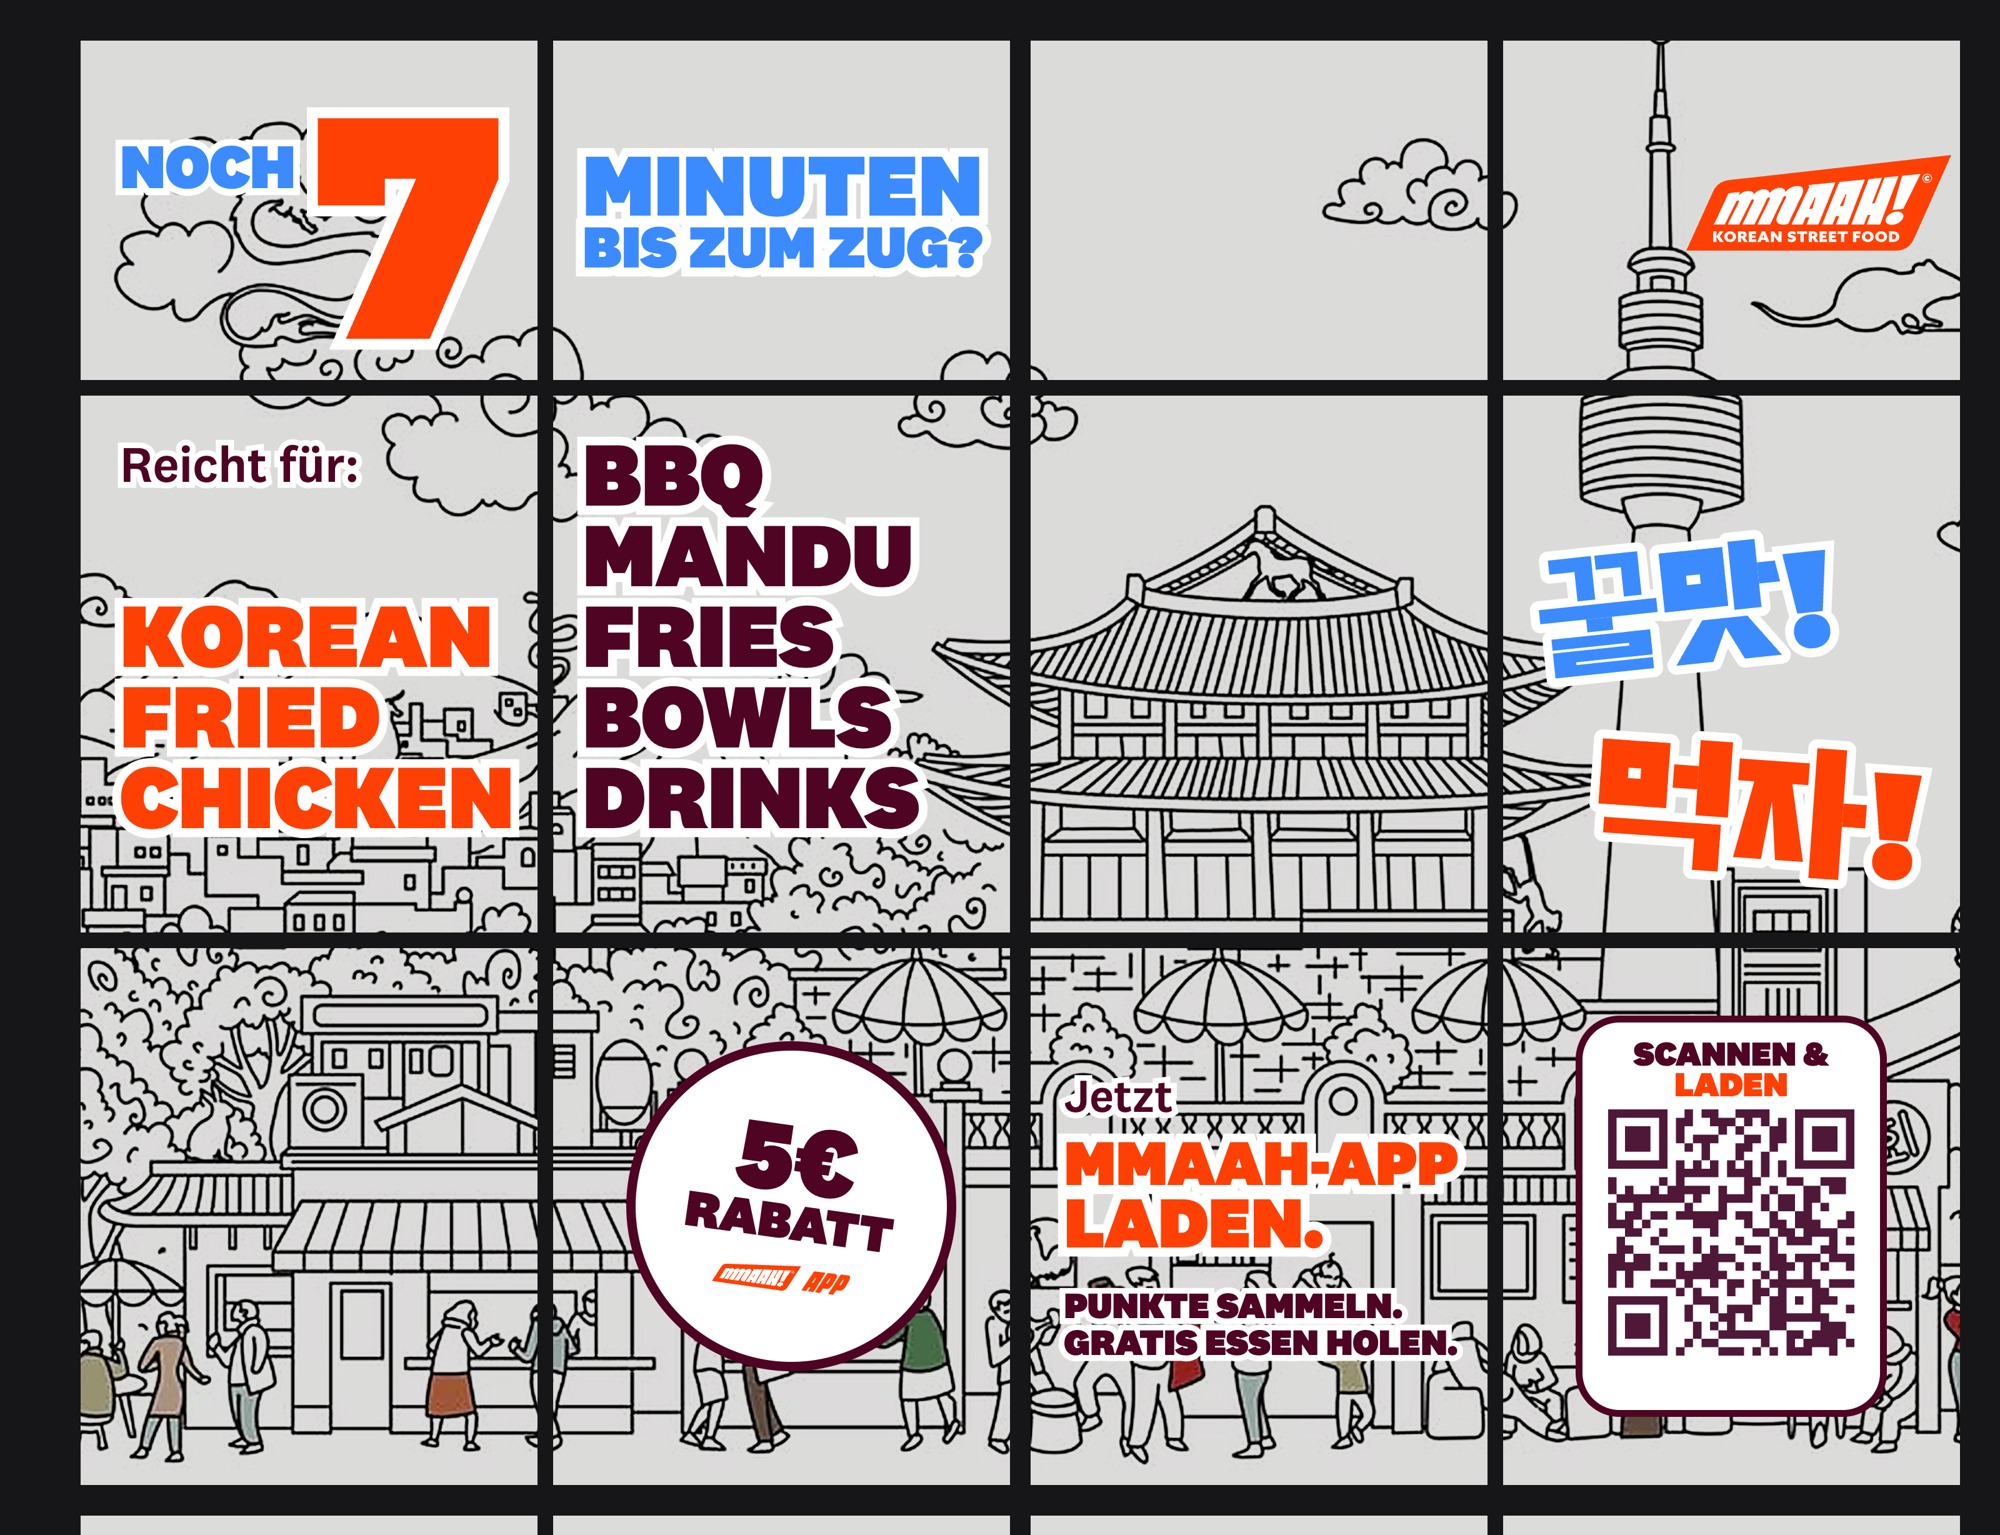 NOCH 7 MINUTEN
BIS ZUM ZUG?
mmAAH!©
KOREAN STREET FOOD
Reicht für:
KOREAN
FRIED
CHICKEN
BBQ
MANDU
FRIES
BOWLS
DRINKS
꿀맛!
먹자!
5€
RABATT
mmAAH! APP
Jetzt
MMAAH-APP
LADEN.
PUNKTE SAMMELN.
GRATIS ESSEN HOLEN.
SCANNEN &
LADEN